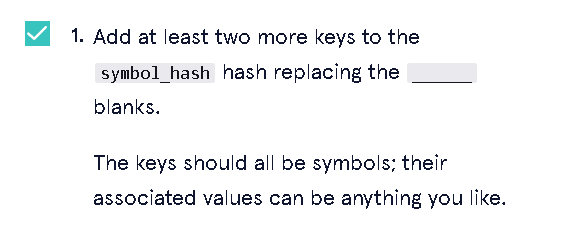 1. Add at least two more keys to the
symbol_hash hash replacing the ______
blanks.
The keys should all be symbols; their
associated values can be anything you like.